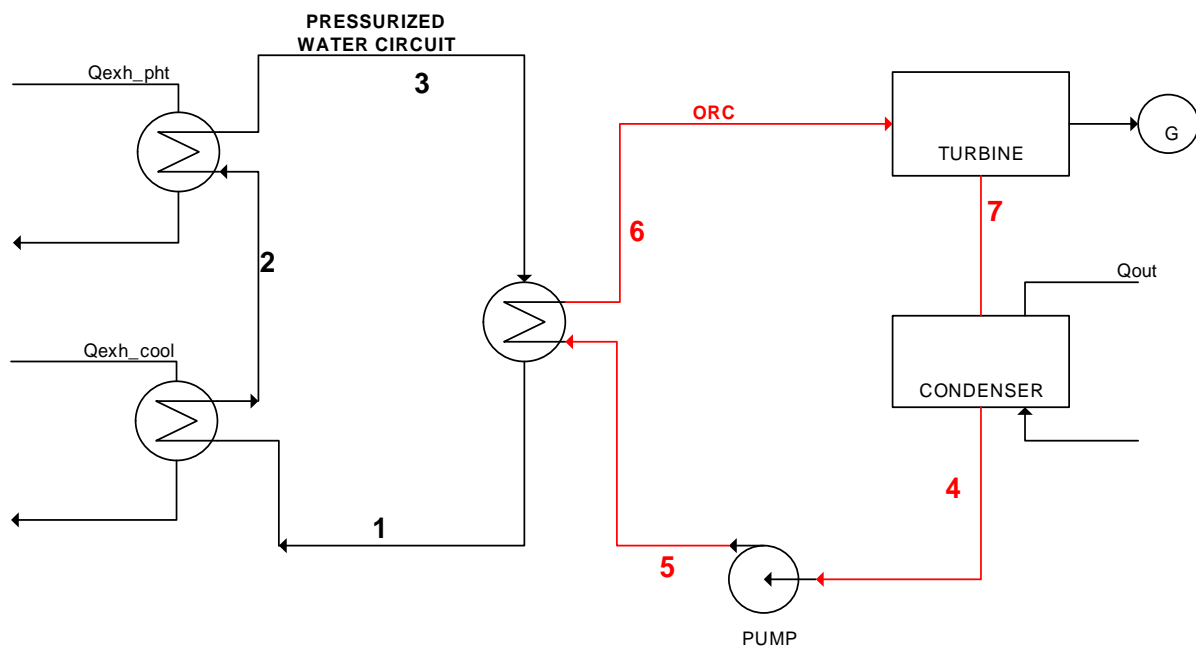 PRESSURIZED
WATER CIRCUIT
Qexh_pht
3
ORC
G
TURBINE
7
6
2
Qout
Qexh_cool
CONDENSER
4
1
5
PUMP